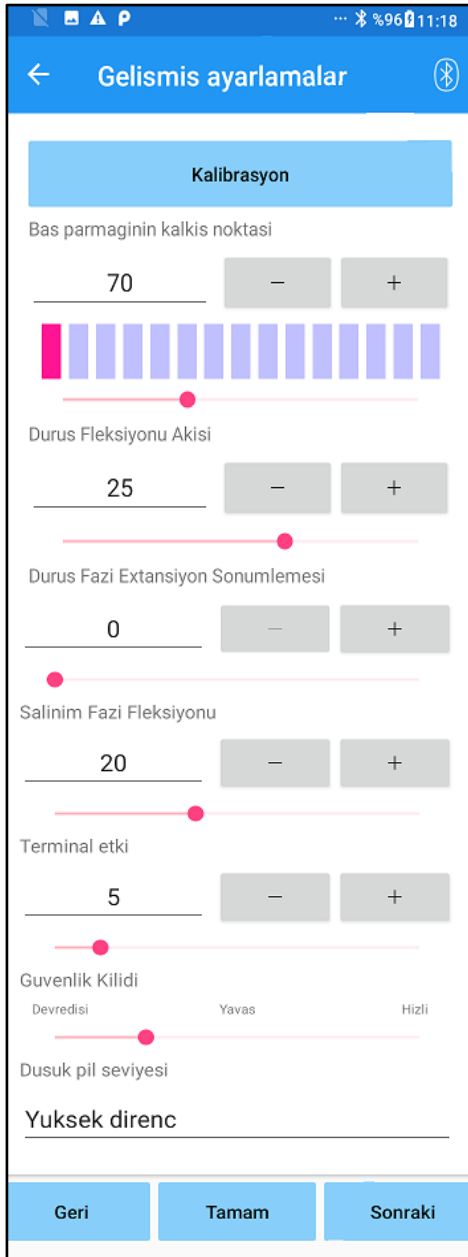 %96 11:18
Gelismis ayarlamalar
Kalibrasyon
Bas parmaginin kalkis noktasi
70 − +
Durus Fleksiyonu Akisi
25 − +
Durus Fazi Extansiyon Sonumlemesi
0 − +
Salinim Fazi Fleksiyonu
20 − +
Terminal etki
5 − +
Guvenlik Kilidi
Devredisi Yavas Hizli
Dusuk pil seviyesi
Yuksek direnc
Geri Tamam Sonraki